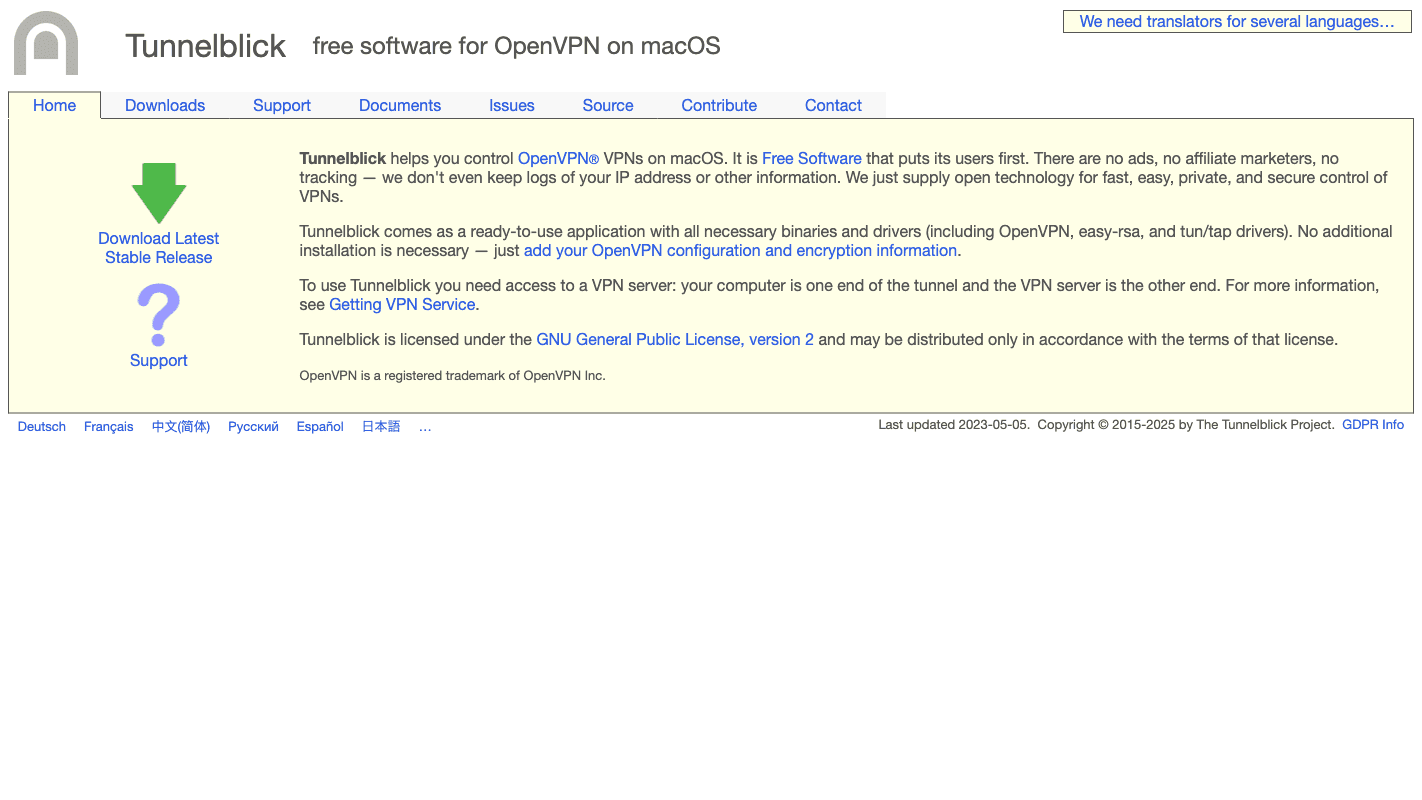 Tunnelblick free software for OpenVPN on macOS
We need translators for several languages…
Home Downloads Support Documents Issues Source Contribute Contact
Download Latest
Stable Release
Support
Tunnelblick helps you control OpenVPN® VPNs on macOS. It is Free Software that puts its users first. There are no ads, no affiliate marketers, no
tracking — we don't even keep logs of your IP address or other information. We just supply open technology for fast, easy, private, and secure control of
VPNs.
Tunnelblick comes as a ready-to-use application with all necessary binaries and drivers (including OpenVPN, easy-rsa, and tun/tap drivers). No additional
installation is necessary — just add your OpenVPN configuration and encryption information.
To use Tunnelblick you need access to a VPN server: your computer is one end of the tunnel and the VPN server is the other end. For more information,
see Getting VPN Service.
Tunnelblick is licensed under the GNU General Public License, version 2 and may be distributed only in accordance with the terms of that license.
OpenVPN is a registered trademark of OpenVPN Inc.
Deutsch Français 中文(简体) Русский Español 日本語 …
Last updated 2023-05-05. Copyright © 2015-2025 by The Tunnelblick Project. GDPR Info